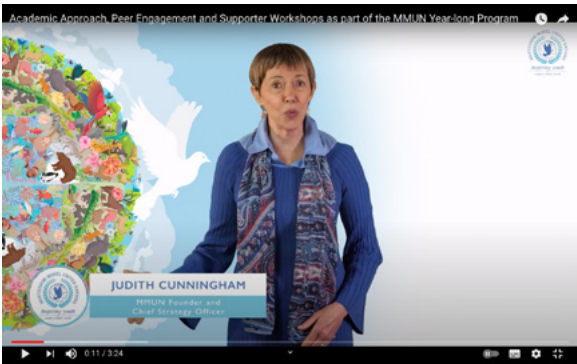 Academic Approach, Peer Engagement and Supporter Workshops as part of the MMUN Year-long Program
JUDITH CUNNINGHAM
MMUN Founder and
Chief Strategy Officer
0:11 / 3:24